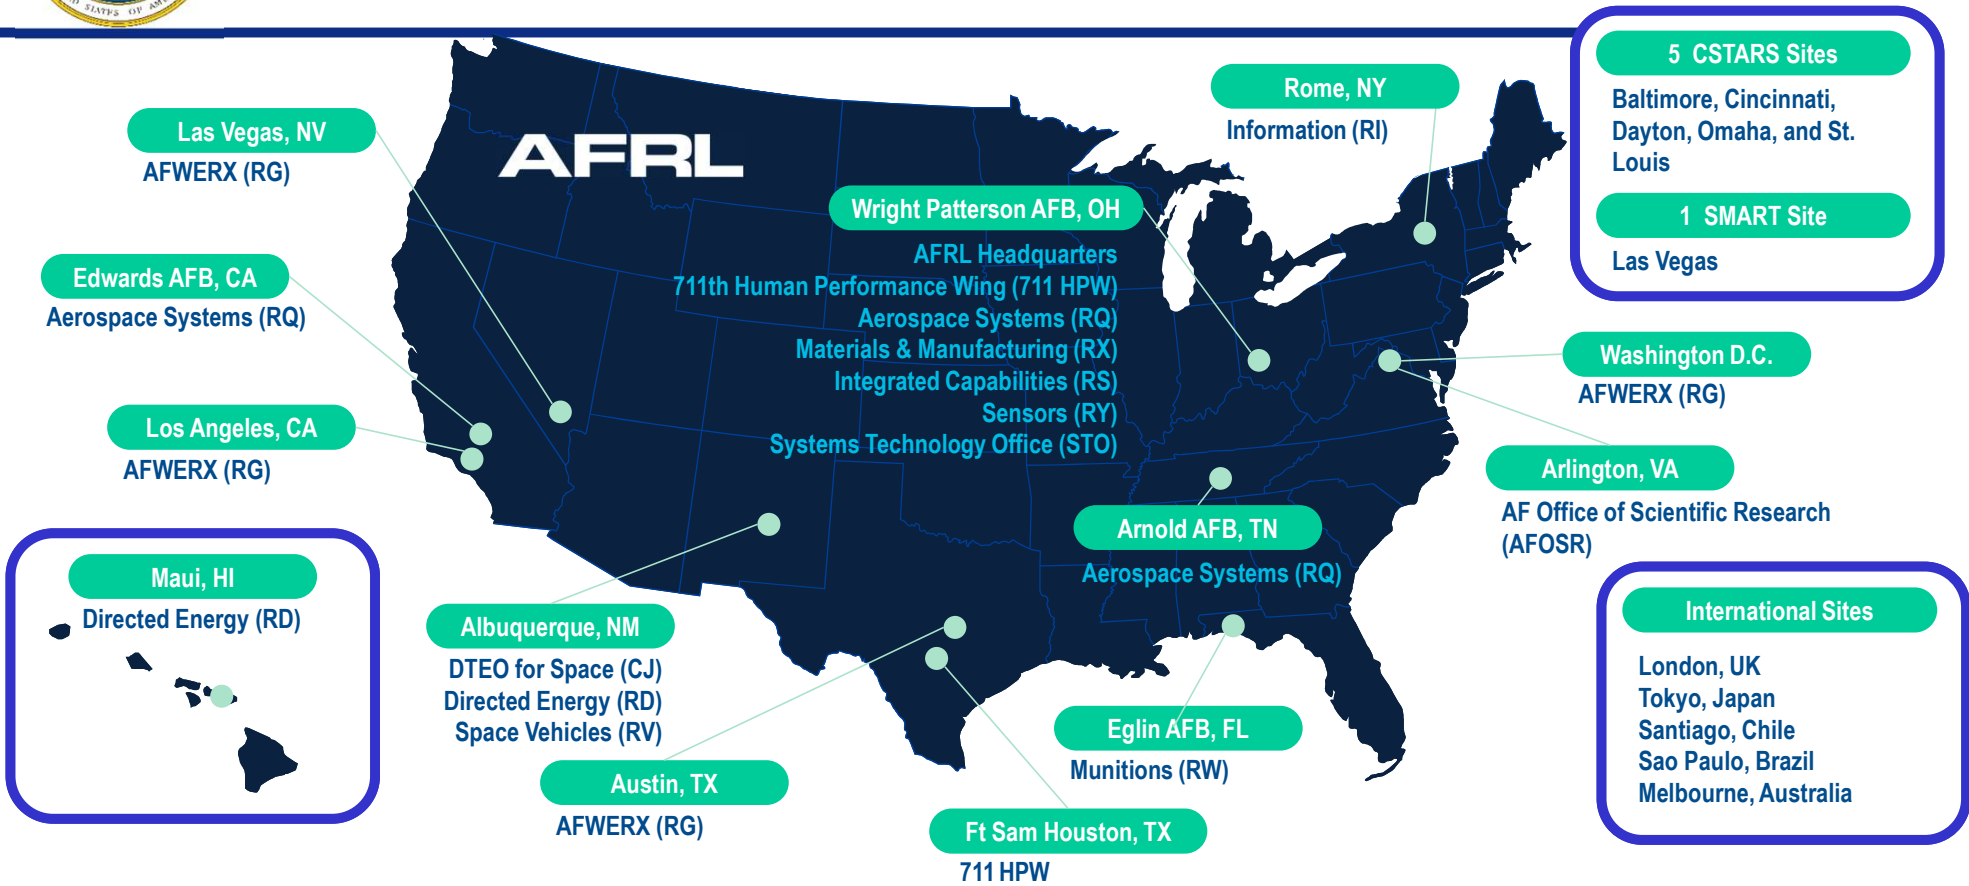 STATES OF AM
AFRL
Las Vegas, NV
AFWERX (RG)
Edwards AFB, CA
Aerospace Systems (RQ)
Los Angeles, CA
AFWERX (RG)
Maui, HI
Directed Energy (RD)
Albuquerque, NM
DTEO for Space (CJ)
Directed Energy (RD)
Space Vehicles (RV)
Austin, TX
AFWERX (RG)
Ft Sam Houston, TX
711 HPW
Eglin AFB, FL
Munitions (RW)
Arnold AFB, TN
Aerospace Systems (RQ)
Wright Patterson AFB, OH
AFRL Headquarters
711th Human Performance Wing (711 HPW)
Aerospace Systems (RQ)
Materials & Manufacturing (RX)
Integrated Capabilities (RS)
Sensors (RY)
Systems Technology Office (STO)
Rome, NY
Information (RI)
5 CSTARS Sites
Baltimore, Cincinnati,
Dayton, Omaha, and St.
Louis
1 SMART Site
Las Vegas
Washington D.C.
AFWERX (RG)
Arlington, VA
AF Office of Scientific Research
(AFOSR)
International Sites
London, UK
Tokyo, Japan
Santiago, Chile
Sao Paulo, Brazil
Melbourne, Australia